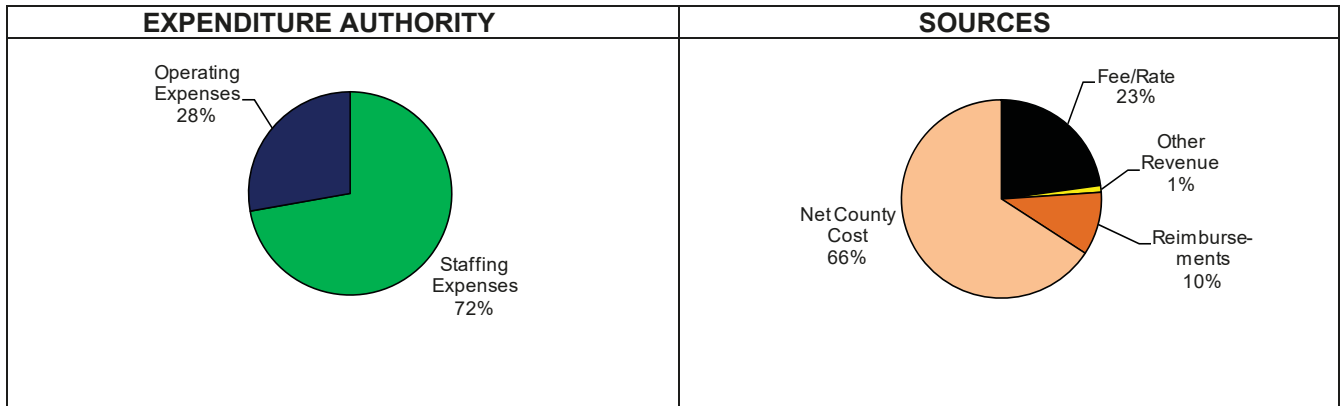 EXPENDITURE AUTHORITY
Operating
Expenses
28%
Staffing
Expenses
72%
SOURCES
Fee/Rate
23%
Other
Revenue
1%
Net County
Cost
66%
Reimburse-
ments
10%